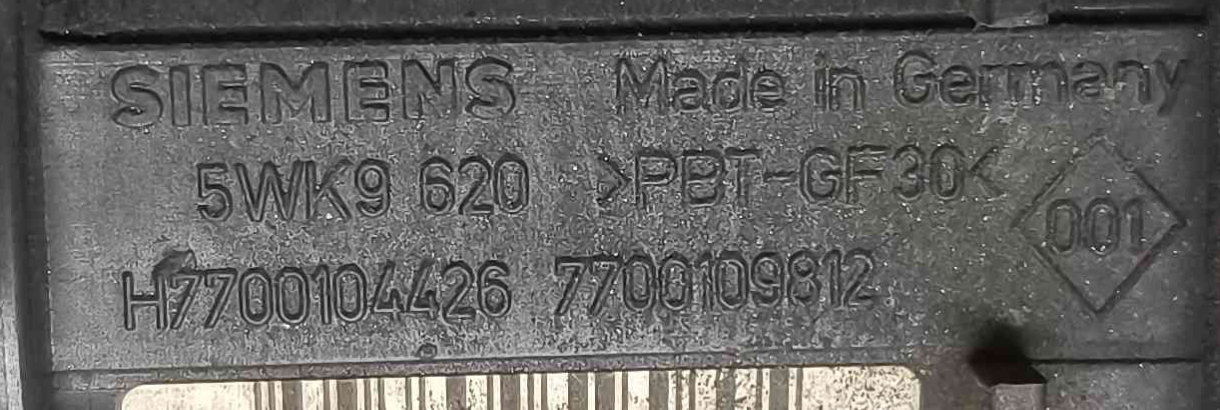 SIEMENS Made in Germany
5WK9 620 >PBT-GF30<
001
H7700104426 7700109812